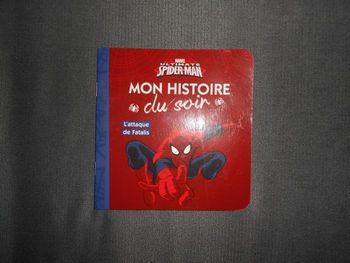 MARVEL
ULTIMATE
SPIDER-MAN
MON HISTOIRE
du soir
L'attaque
de Fatalis